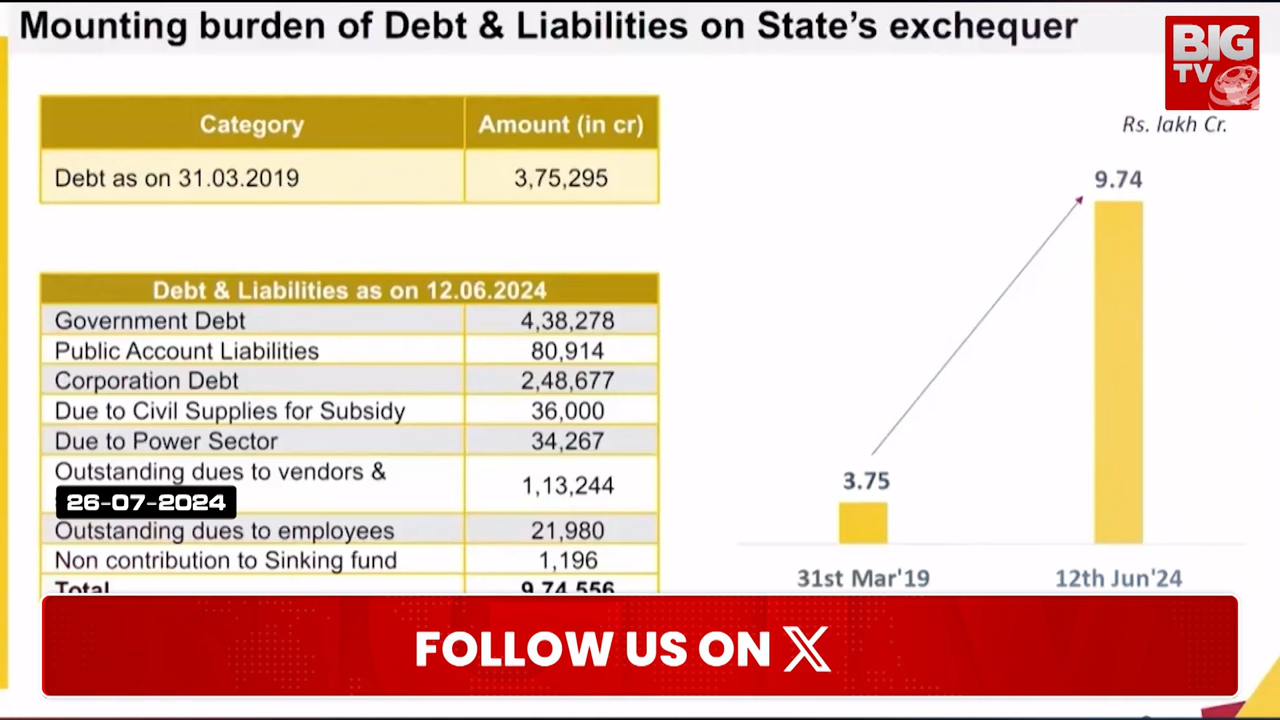 Mounting burden of Debt & Liabilities on State's exchequer
BIG
TV
Category Amount (in cr)
Debt as on 31.03.2019 3,75,295
Debt & Liabilities as on 12.06.2024
Government Debt 4,38,278
Public Account Liabilities 80,914
Corporation Debt 2,48,677
Due to Civil Supplies for Subsidy 36,000
Due to Power Sector 34,267
Outstanding dues to vendors & 1,13,244
26-07-2024
Outstanding dues to employees 21,980
Non contribution to Sinking fund 1,196
Total 9,74,556
Rs. lakh Cr.
9.74
3.75
31st Mar'19 12th Jun'24
FOLLOW US ON X